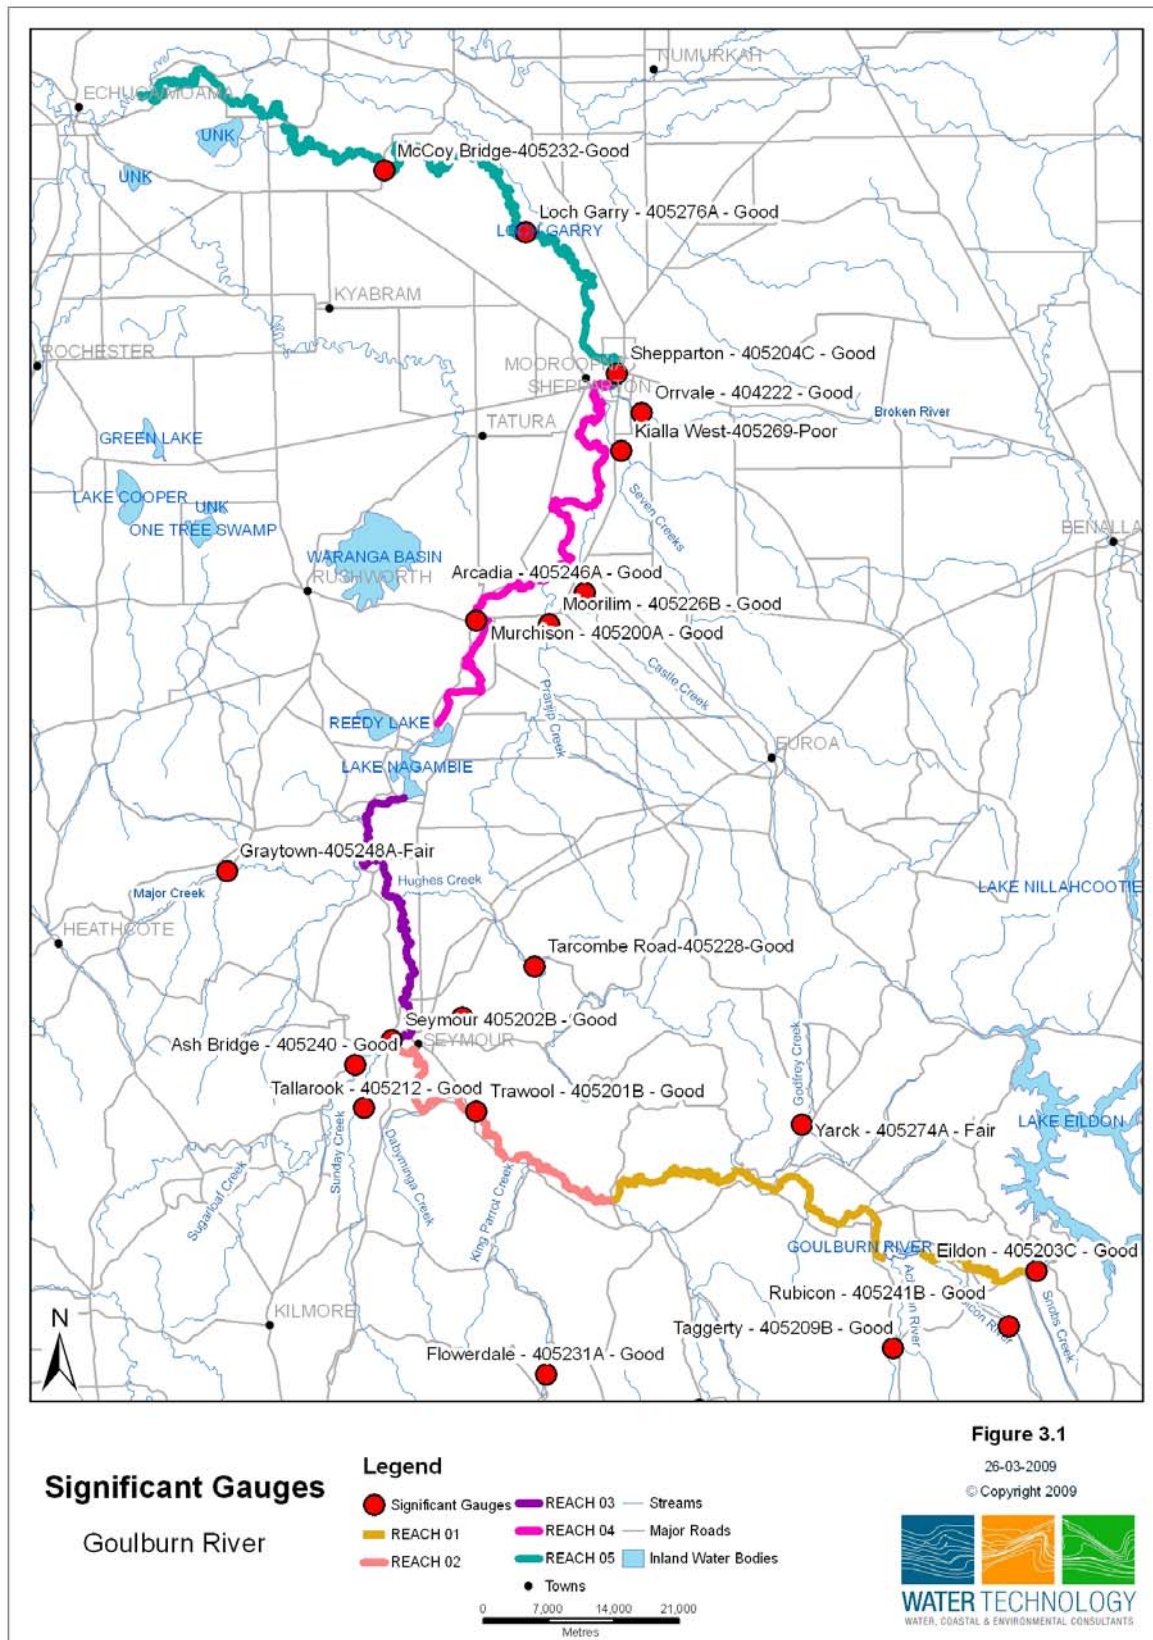 NUMURKAH
ECHUCA/MOAMA
UNK
McCoy Bridge-405232-Good
UNK
Loch Garry - 405276A - Good
LOCH GARRY
KYABRAM
ROCHESTER
Shepparton - 405204C - Good
MOOROOPNA
SHEPPARTON
Orrvale - 404222 - Good
Broken River
TATURA
Kialla West-405269-Poor
GREEN LAKE
Seven Creeks
LAKE COOPER
UNK
ONE TREE SWAMP
BENALLA
WARANGA BASIN
RUSHWORTH
Arcadia - 405246A - Good
Moorilim - 405226B - Good
Murchison - 405200A - Good
Castle Creek
Pranjip Creek
REEDY LAKE
EUROA
LAKE NAGAMBIE
Graytown-405248A-Fair
Hughes Creek
Major Creek
LAKE NILLAHCOOTIE
HEATHCOTE
Tarcombe Road-405228-Good
Seymour 405202B - Good
Ash Bridge - 405240 - Good
SEYMOUR
Godfrey Creek
Tallarook - 405212 - Good
Trawool - 405201B - Good
LAKE EILDON
Yarck - 405274A - Fair
Sunday Creek
Dabyminga Creek
Sugarloaf Creek
King Parrot Creek
GOULBURN RIVER
Eildon - 405203C - Good
Rubicon - 405241B - Good
Snobs Creek
KILMORE
N
Taggerty - 405209B - Good
Flowerdale - 405231A - Good
Figure 3.1
26-03-2009
© Copyright 2009
Significant Gauges
Goulburn River
Legend
Significant Gauges
REACH 01
REACH 02
REACH 03
REACH 04
REACH 05
Towns
Streams
Major Roads
Inland Water Bodies
0 7,000 14,000 21,000
Metres
WATER TECHNOLOGY
WATER, COASTAL & ENVIRONMENTAL CONSULTANTS